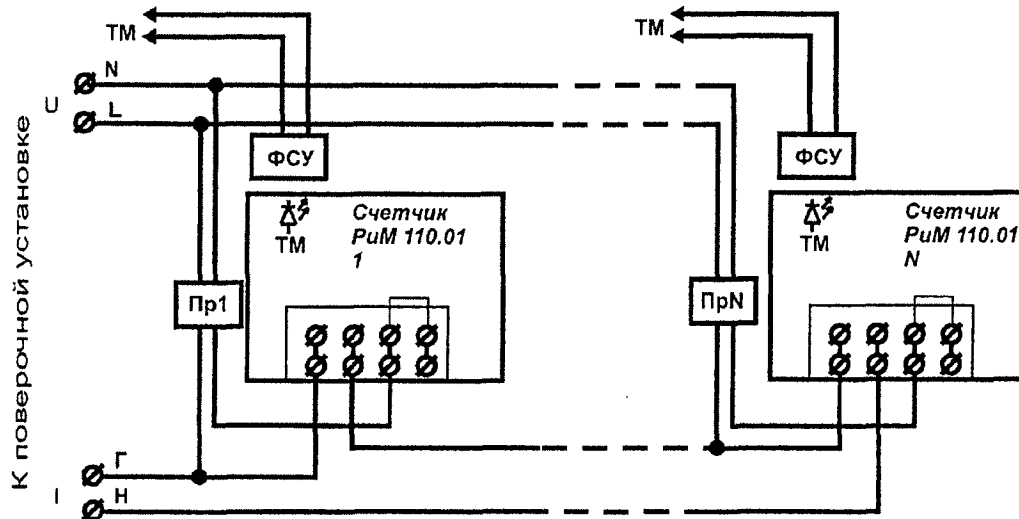 ТМ
ТМ
N
U
L
ФСУ
ФСУ
К поверочной установке
ТМ
Счетчик
РиМ 110.01
1
ТМ
Счетчик
РиМ 110.01
N
Пр1
ПрN
Г
I
Н